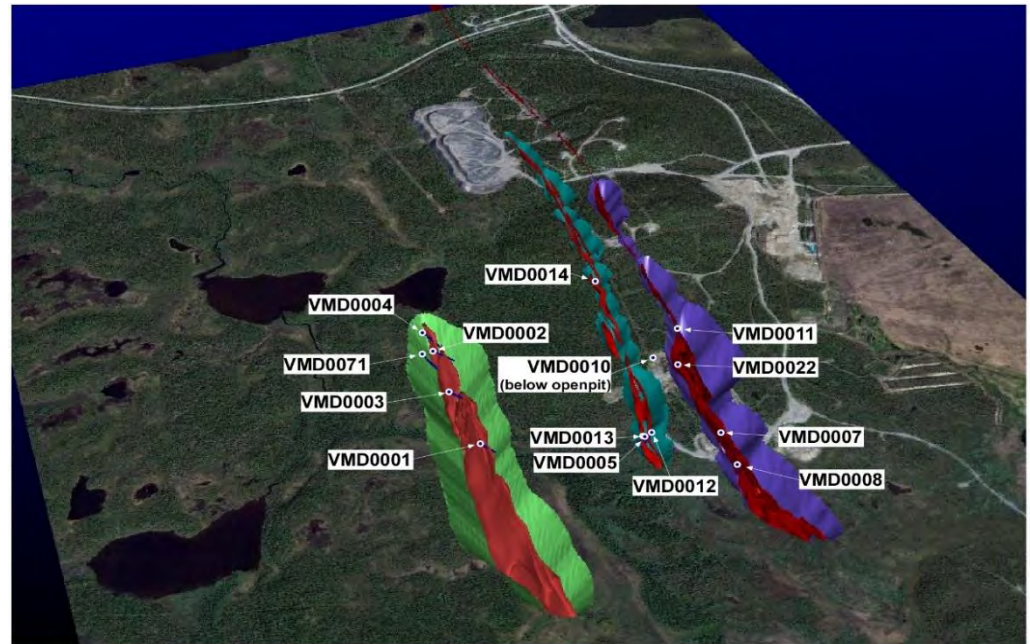 VMD0014
VMD0004
VMD0002
VMD0011
VMD0071
VMD0010
(below openpit)
VMD0022
VMD0003
VMD0013
VMD0007
VMD0001
VMD0005
VMD0012
VMD0008